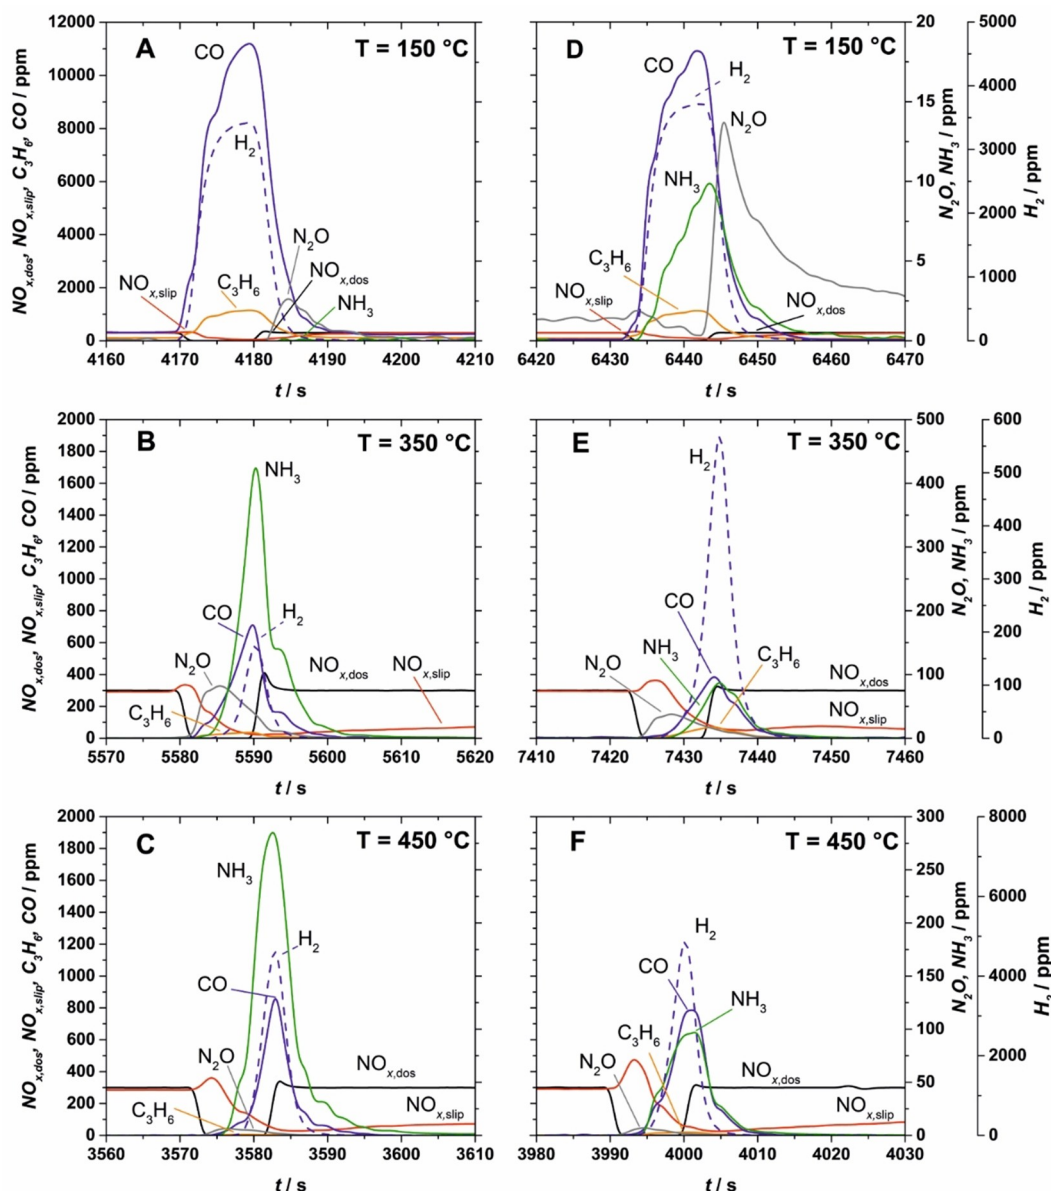 A
T = 150 °C
NOx,dos, NOx,slip, C3H6, CO / ppm
12000
10000
8000
6000
4000
2000
0
CO
H2
N2O
NOx,dos
NOx,slip
C3H6
NH3
4160 4170 4180 4190 4200 4210
t / s
D
T = 150 °C
CO
H2
N2O
NH3
C3H6
NOx,slip
NOx,dos
6420 6430 6440 6450 6460 6470
t / s
20
15
10
5
0
N2O, NH3 / ppm
5000
4000
3000
2000
1000
0
H2 / ppm
B
T = 350 °C
NOx,dos, NOx,slip, C3H6, CO / ppm
2000
1800
1600
1400
1200
1000
800
600
400
200
0
NH3
CO
H2
N2O
NOx,dos
NOx,slip
C3H6
5570 5580 5590 5600 5610 5620
t / s
E
T = 350 °C
H2
CO
NH3
N2O
C3H6
NOx,dos
NOx,slip
7410 7420 7430 7440 7450 7460
t / s
500
400
300
200
100
0
N2O, NH3 / ppm
600
500
400
300
200
100
0
H2 / ppm
C
T = 450 °C
NOx,dos, NOx,slip, C3H6, CO / ppm
2000
1800
1600
1400
1200
1000
800
600
400
200
0
NH3
H2
CO
N2O
NOx,dos
C3H6
NOx,slip
3560 3570 3580 3590 3600 3610
t / s
F
T = 450 °C
H2
CO
NH3
C3H6
N2O
NOx,dos
NOx,slip
3980 3990 4000 4010 4020 4030
t / s
300
250
200
150
100
50
0
N2O, NH3 / ppm
8000
6000
4000
2000
0
H2 / ppm